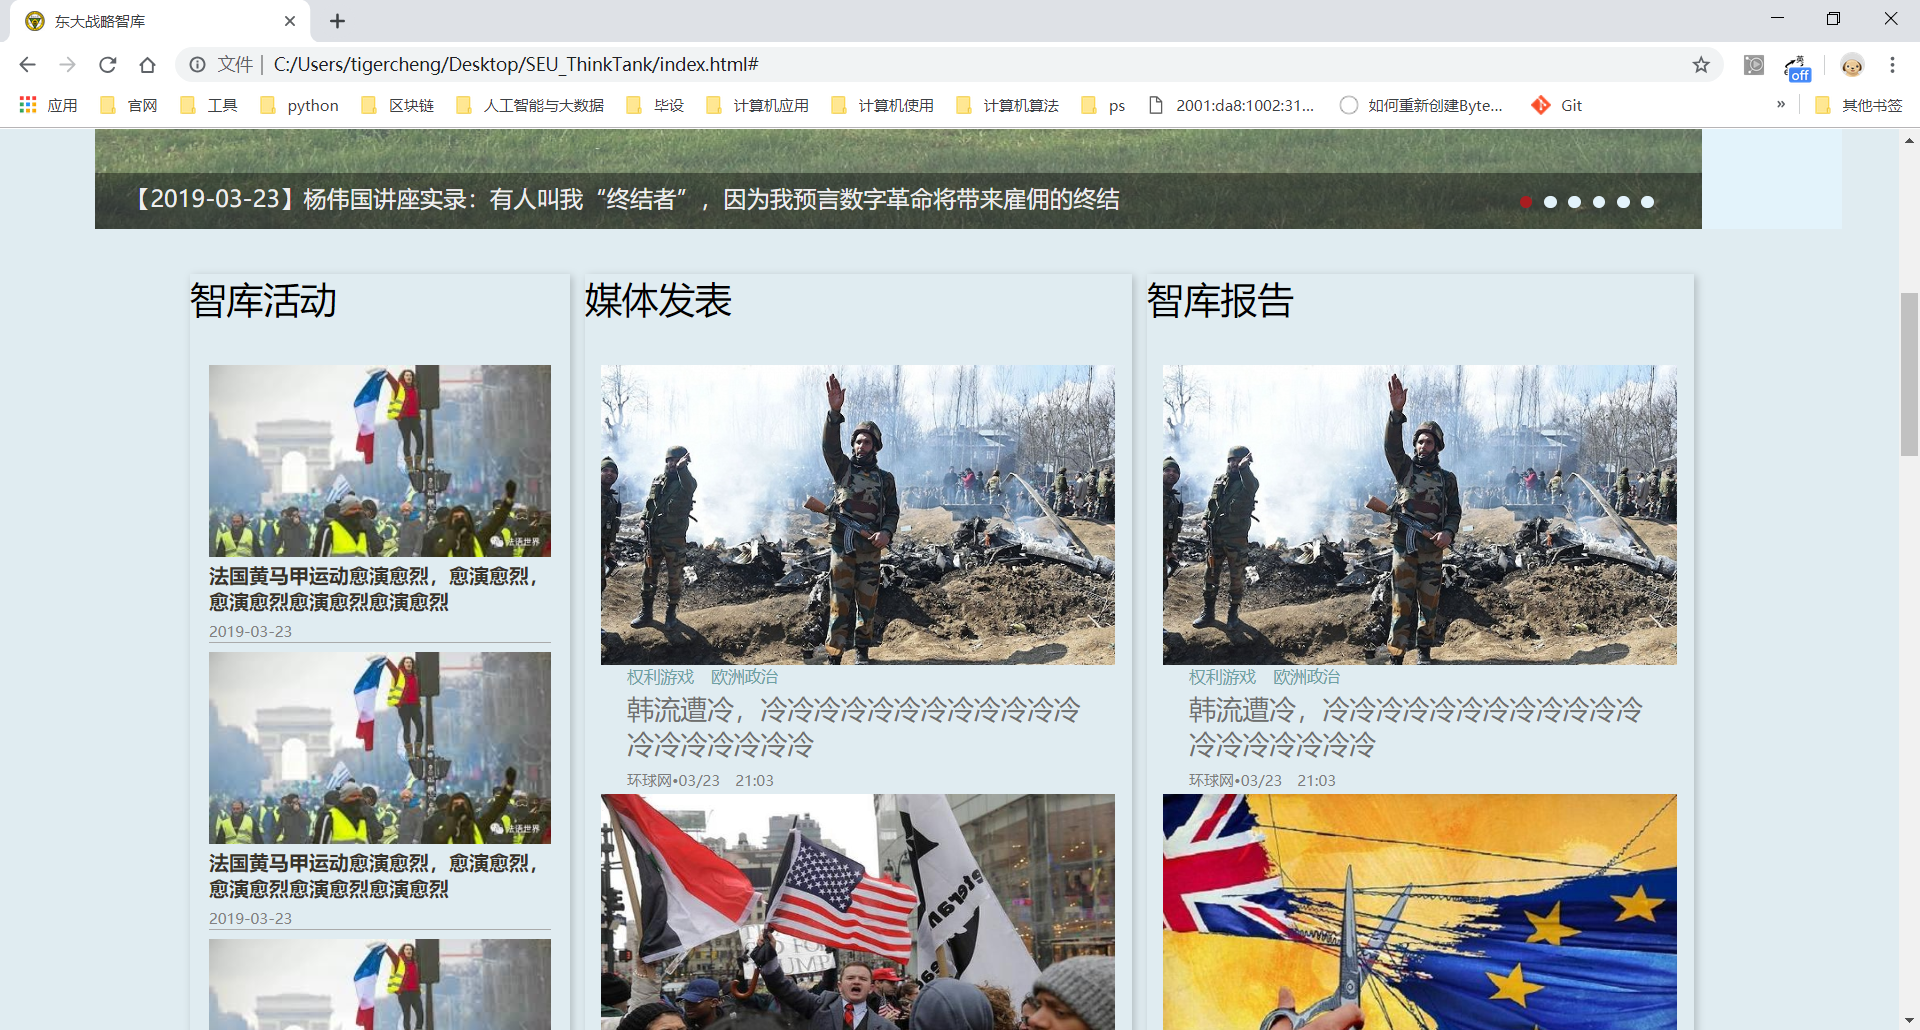 东大战略智库
文件 | C:/Users/tigercheng/Desktop/SEU_ThinkTank/index.html#
英
off
应用 官网 工具 python 区块链 人工智能与大数据 毕设 计算机应用 计算机使用 计算机算法 ps 2001:da8:1002:31... 如何重新创建Byte... Git » 其他书签
【2019-03-23】杨伟国讲座实录：有人叫我“终结者”，因为我预言数字革命将带来雇佣的终结
智库活动
法语世界
法国黄马甲运动愈演愈烈，愈演愈烈，
愈演愈烈愈演愈烈愈演愈烈
2019-03-23
法语世界
法国黄马甲运动愈演愈烈，愈演愈烈，
愈演愈烈愈演愈烈愈演愈烈
2019-03-23
媒体发表
权利游戏 欧洲政治
韩流遭冷，冷冷冷冷冷冷冷冷冷冷冷冷
冷冷冷冷冷冷冷
环球网•03/23 21:03
智库报告
权利游戏 欧洲政治
韩流遭冷，冷冷冷冷冷冷冷冷冷冷冷冷
冷冷冷冷冷冷冷
环球网•03/23 21:03